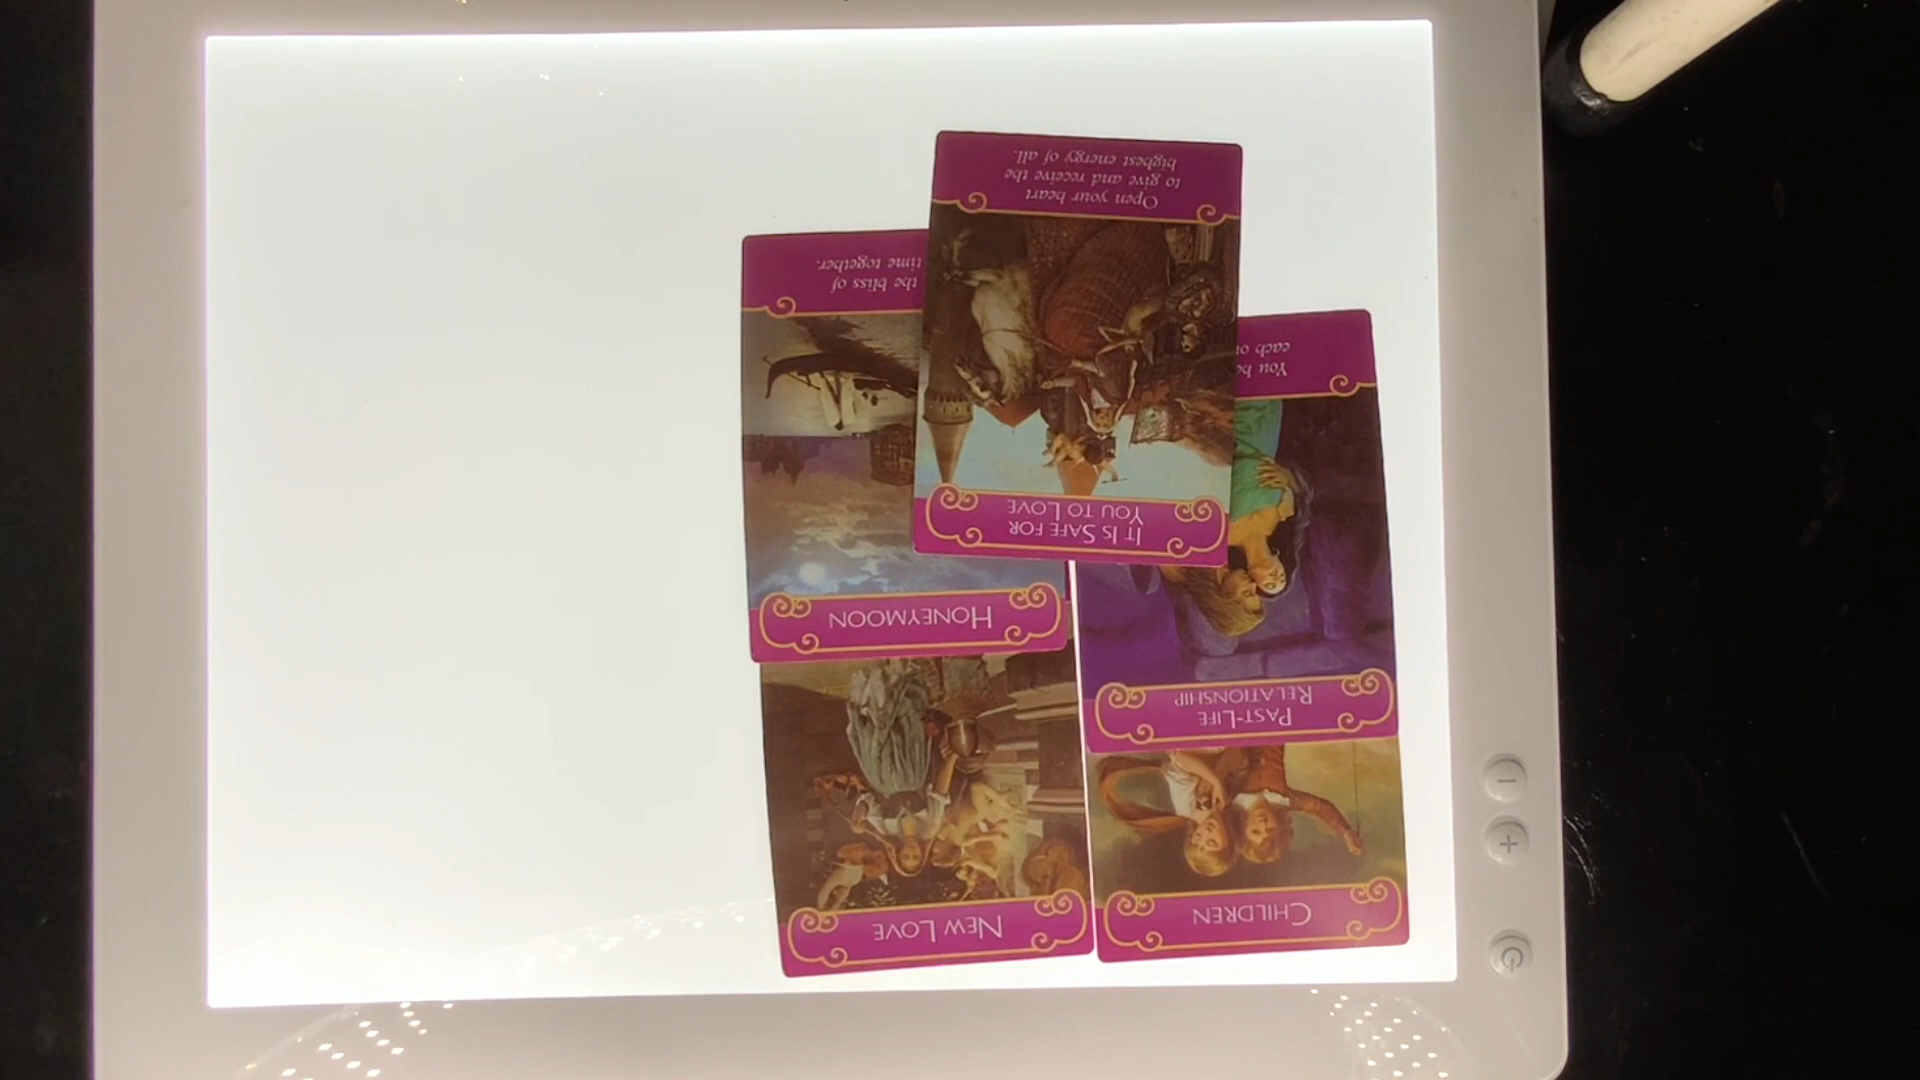 IT IS SAFE FOR
YOU TO LOVE
Open your heart
to give and receive the
highest energy of all.
HONEYMOON
the bliss of
time together.
PAST-LIFE
RELATIONSHIP
You
each
NEW LOVE
CHILDREN